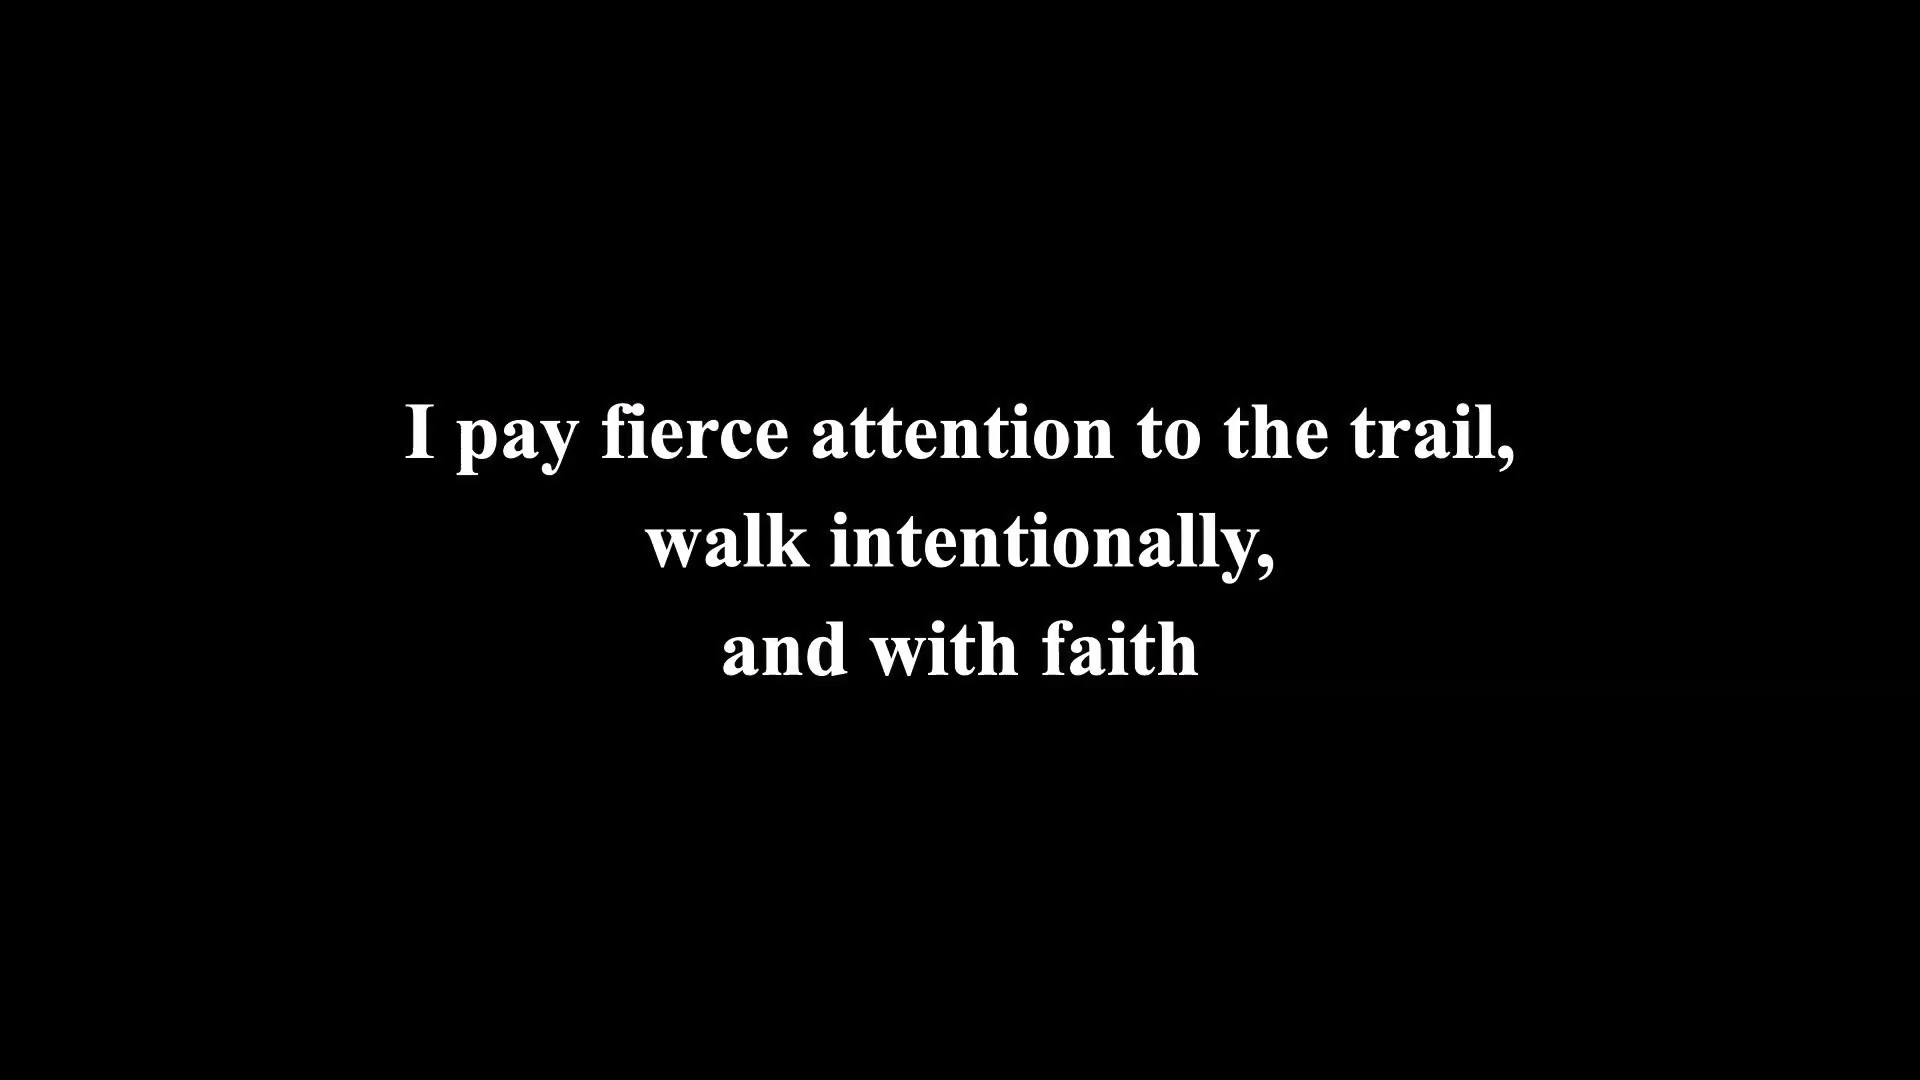 I pay fierce attention to the trail,
walk intentionally,
and with faith